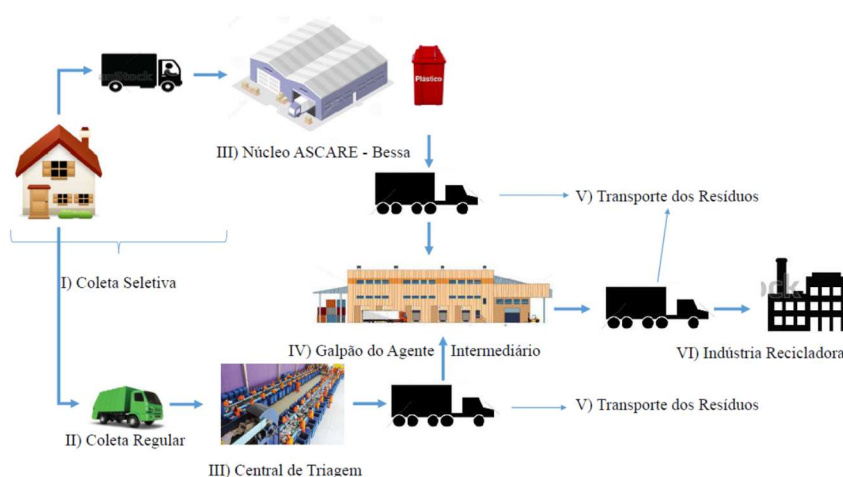 Plástico
III) Núcleo ASCARE - Bessa
V) Transporte dos Resíduos
I) Coleta Seletiva
IV) Galpão do Agente Intermediário
VI) Indústria Recicladora
II) Coleta Regular
V) Transporte dos Resíduos
III) Central de Triagem